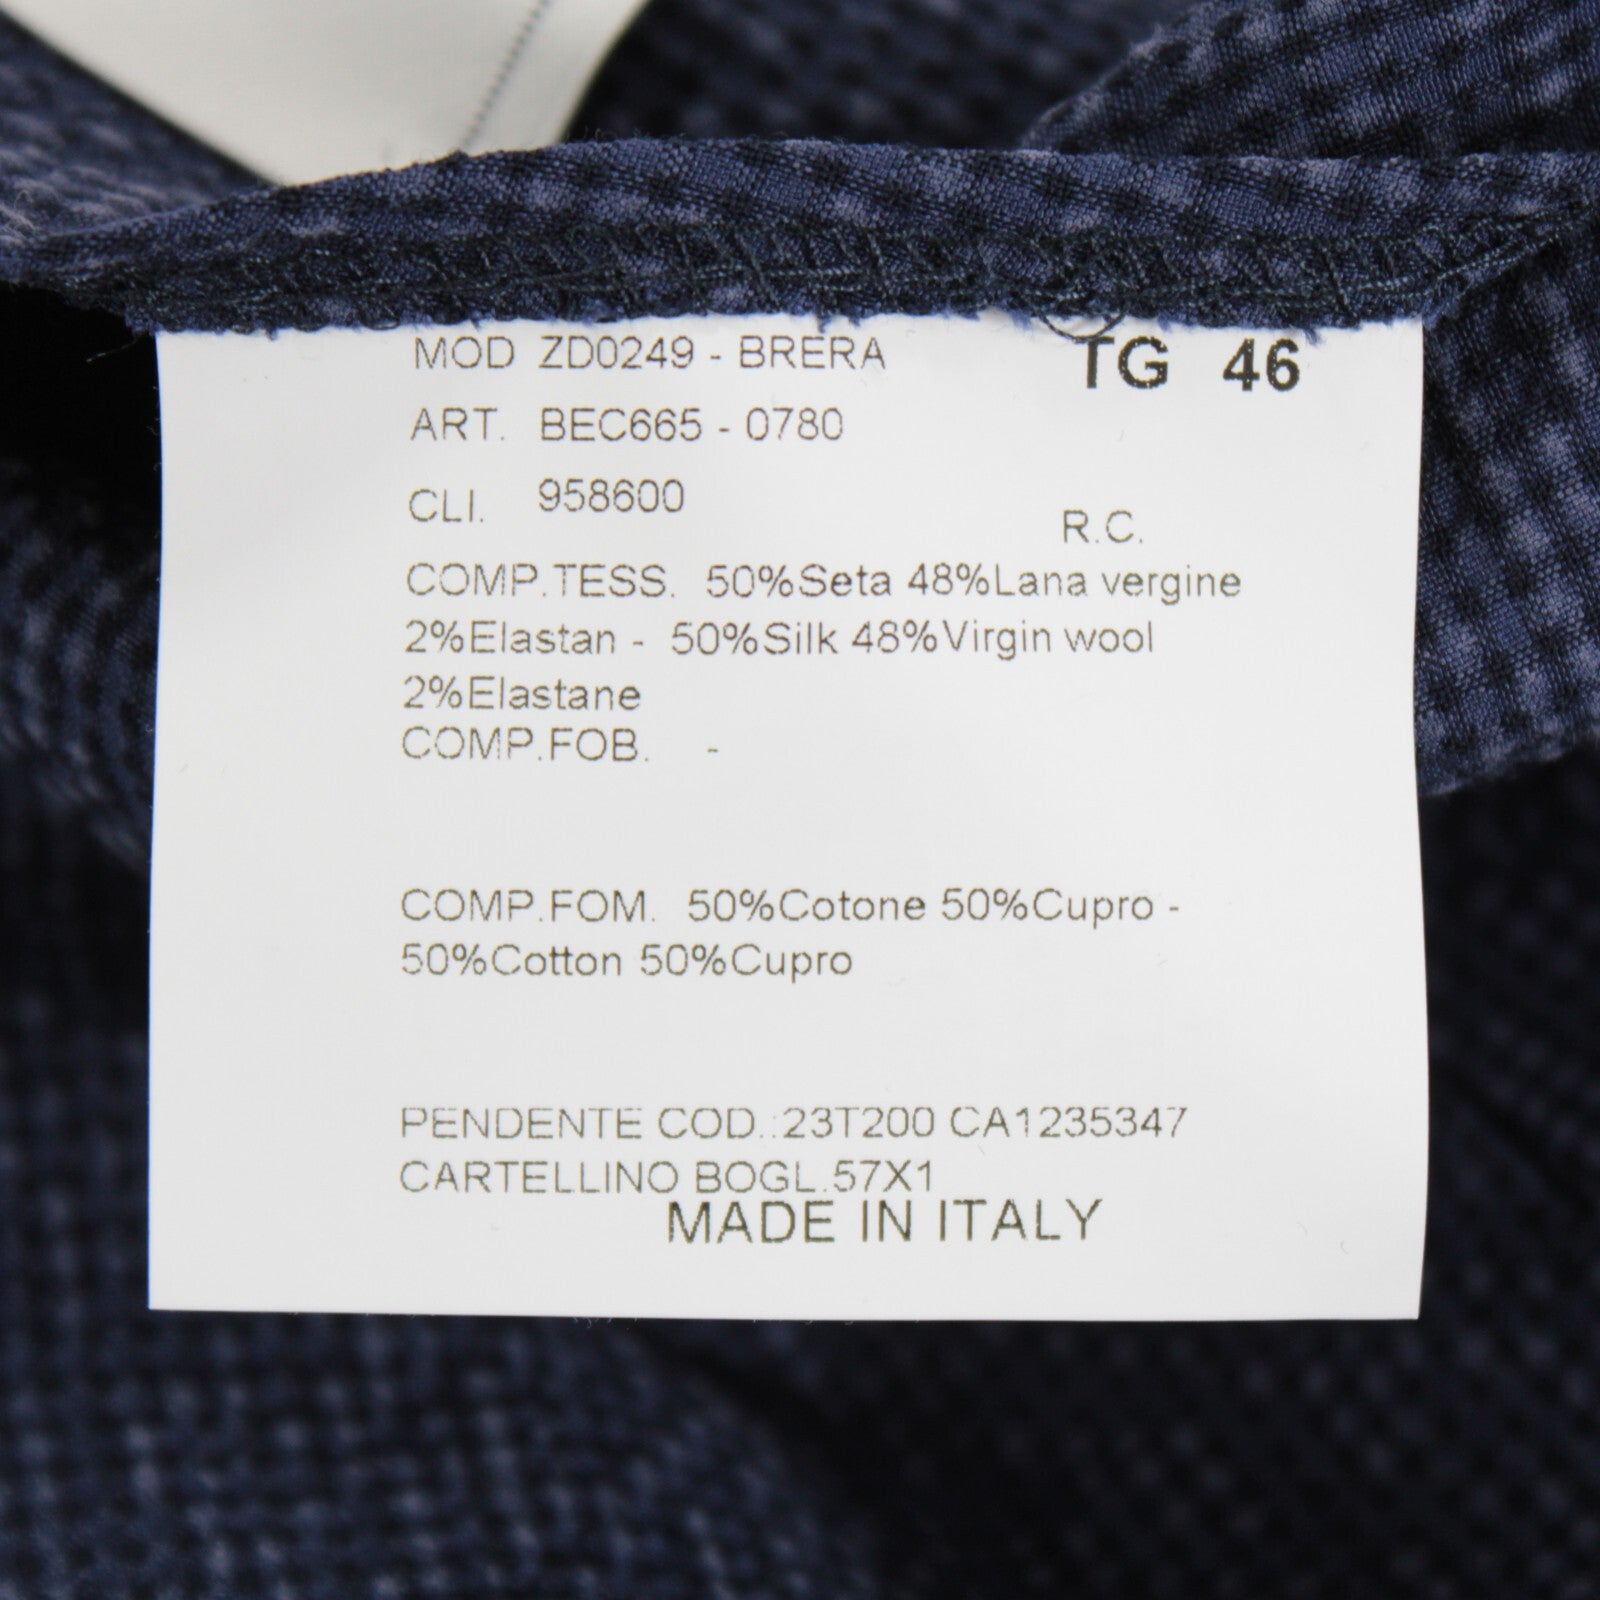 MOD ZD0249 - BRERA TG 46
ART. BEC665 - 0780
CLI. 958600
R.C.
COMP.TESS. 50%Seta 48%Lana vergine
2%Elastan - 50%Silk 48%Virgin wool
2%Elastane
COMP.FOB. -
COMP.FOM. 50%Cotone 50%Cupro -
50%Cotton 50%Cupro
PENDENTE COD.:23T200 CA1235347
CARTELLINO BOGL.57X1
MADE IN ITALY